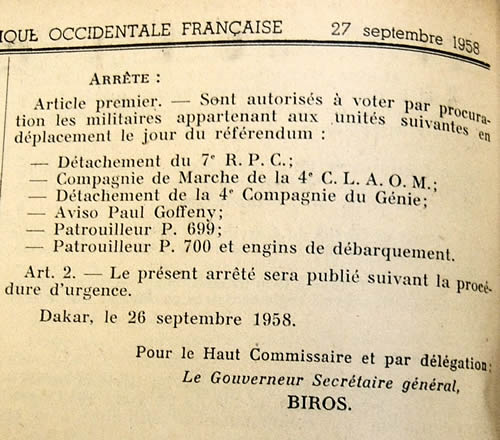 IQUE OCCIDENTALE FRANÇAISE 27 septembre 1958
ARRÊTE :
Article premier. — Sont autorisés à voter par procura-
tion les militaires appartenant aux unités suivantes en
déplacement le jour du référendum :
— Détachement du 7e R. P. C.;
— Compagnie de Marche de la 4e C. L. A. O. M.;
— Détachement de la 4e Compagnie du Génie;
— Aviso Paul Goffeny;
— Patrouilleur P. 699;
— Patrouilleur P. 700 et engins de débarquement.
Art. 2. — Le présent arrêté sera publié suivant la procé-
dure d'urgence.
Dakar, le 26 septembre 1958.
Pour le Haut Commissaire et par délégation:
Le Gouverneur Secrétaire général,
BIROS.